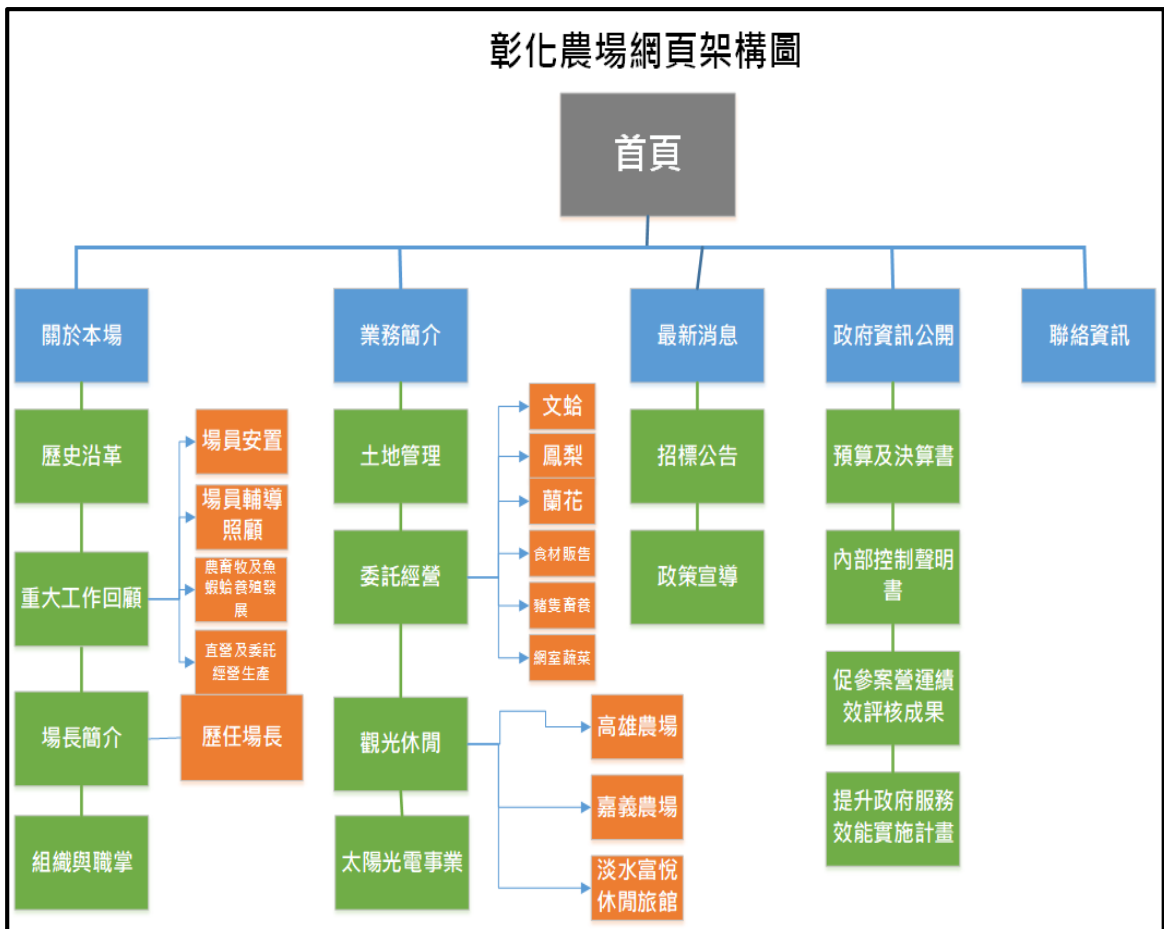 彰化農場網頁架構圖
首頁
關於本場
業務簡介
最新消息
政府資訊公開
聯絡資訊
歷史沿革
重大工作回顧
場員安置
場員輔導
照顧
農畜牧及魚
蝦蛤養殖發
展
直營及委託
經營生產
場長簡介
歷任場長
組織與職掌
土地管理
委託經營
文蛤
鳳梨
蘭花
食材販售
豬隻畜養
網室蔬菜
觀光休閒
高雄農場
嘉義農場
淡水富悅
休閒旅館
太陽光電事業
招標公告
政策宣導
預算及決算書
內部控制聲明
書
促參案營運績
效評核成果
提升政府服務
效能實施計畫